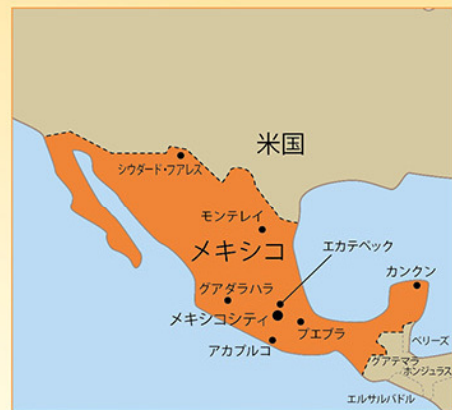 米国
シウダード・フアレス
モンテレイ
メキシコ
エカテペック
カンクン
グアダラハラ
メキシコシティ
プエブラ
アカプルコ
ベリーズ
グアテマラ
ホンジュラス
エルサルバドル